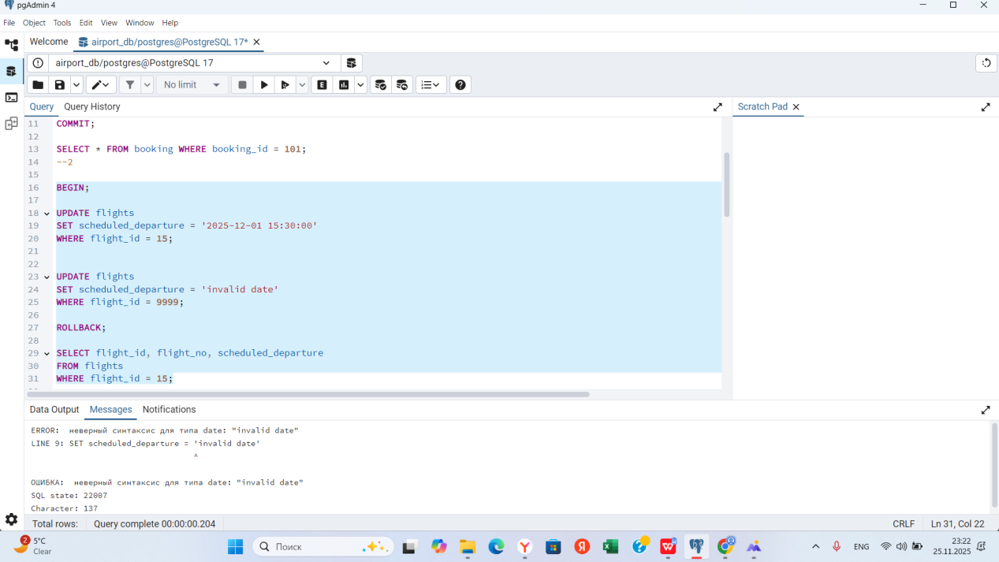 pgAdmin 4
File Object Tools Edit View Window Help
Welcome airport_db/postgres@PostgreSQL 17*
airport_db/postgres@PostgreSQL 17
No limit
E
Query Query History
Scratch Pad
11 COMMIT;
12
13 SELECT * FROM booking WHERE booking_id = 101;
14 --2
15
16 BEGIN;
17
18 UPDATE flights
19 SET scheduled_departure = '2025-12-01 15:30:00'
20 WHERE flight_id = 15;
21
22
23 UPDATE flights
24 SET scheduled_departure = 'invalid date'
25 WHERE flight_id = 9999;
26
27 ROLLBACK;
28
29 SELECT flight_id, flight_no, scheduled_departure
30 FROM flights
31 WHERE flight_id = 15;
Data Output Messages Notifications
ERROR: неверный синтаксис для типа date: "invalid date"
LINE 9: SET scheduled_departure = 'invalid date'
^
ОШИБКА: неверный синтаксис для типа date: "invalid date"
SQL state: 22007
Character: 137
Total rows: Query complete 00:00:00.204
CRLF Ln 31, Col 22
2 5°C
Clear
Поиск
ENG
23:22
25.11.2025